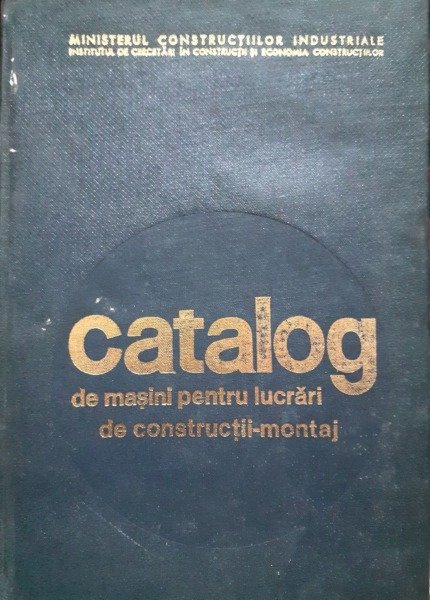 MINISTERUL CONSTRUCȚIILOR INDUSTRIALE
INSTITUTUL DE CERCETĂRI ÎN CONSTRUCȚII ȘI ECONOMIA CONSTRUCȚIILOR
catalog
de mașini pentru lucrări
de construcții-montaj